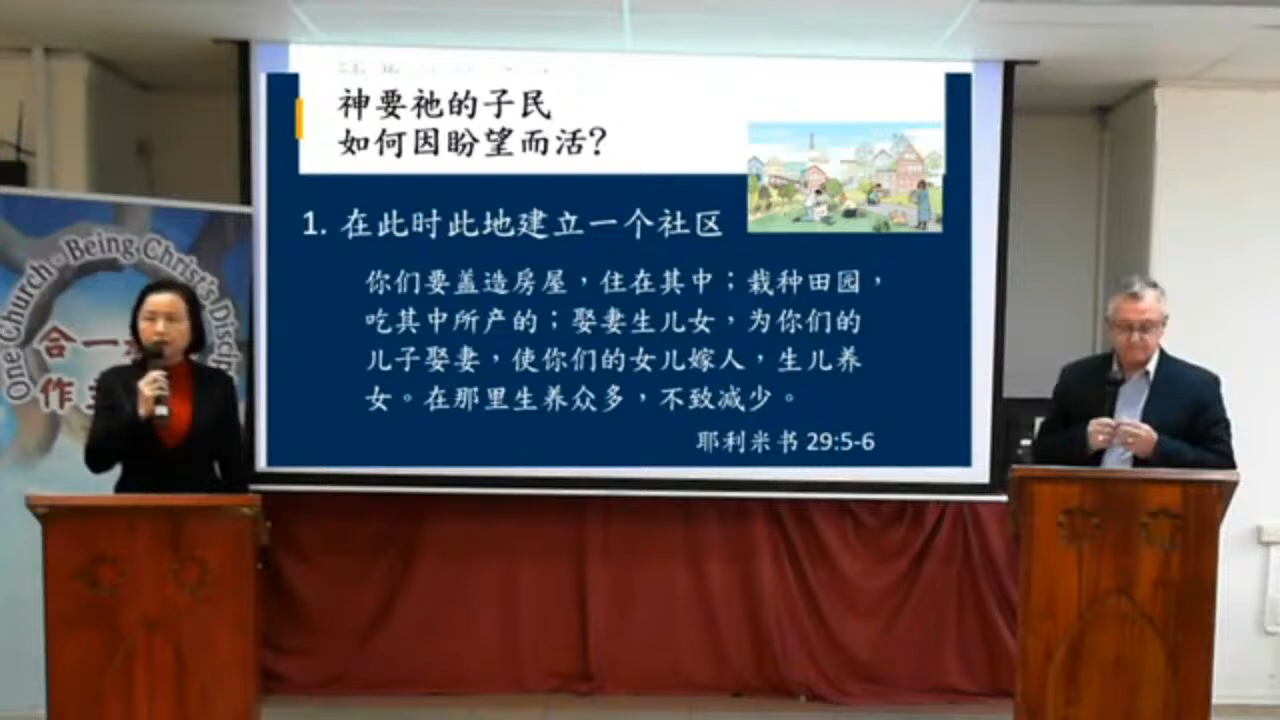 神要祂的子民
如何因盼望而活?
1. 在此时此地建立一个社区
你们要盖造房屋，住在其中；栽种田园，
吃其中所产的；娶妻生儿女，为你们的
儿子娶妻，使你们的女儿嫁人，生儿养
女。在那里生养众多，不致减少。
耶利米书 29:5-6
One Church - Being Christ's
合一
作